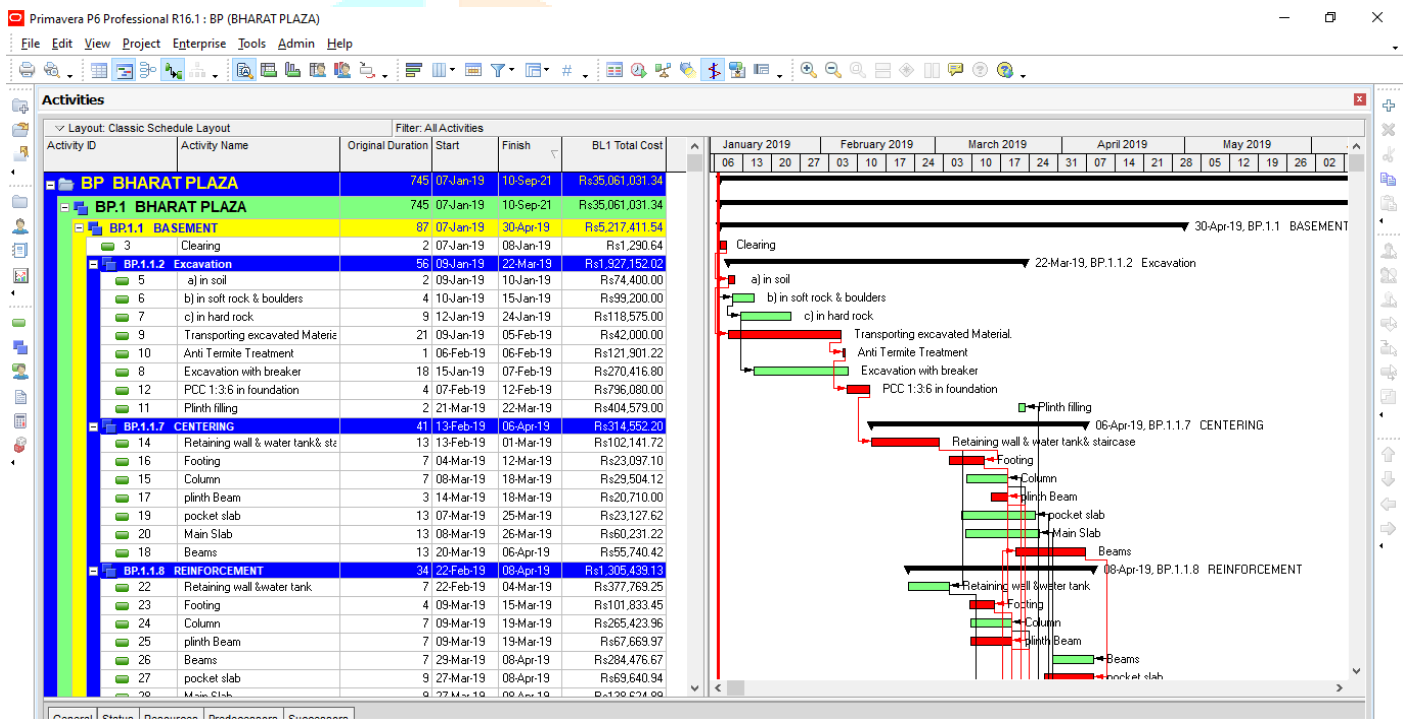 Primavera P6 Professional R16.1 : BP (BHARAT PLAZA)
File Edit View Project Enterprise Tools Admin Help
Activities
Layout: Classic Schedule Layout Filter: All Activities
Activity ID Activity Name Original Duration Start Finish BL1 Total Cost
January 2019 February 2019 March 2019 April 2019 May 2019
06 13 20 27 03 10 17 24 03 10 17 24 31 07 14 21 28 05 12 19 26 02
BP BHARAT PLAZA 745 07-Jan-19 10-Sep-21 Rs35,061,031.34
BP.1 BHARAT PLAZA 745 07-Jan-19 10-Sep-21 Rs35,061,031.34
BP.1.1 BASEMENT 87 07-Jan-19 30-Apr-19 Rs5,217,411.54 30-Apr-19, BP.1.1 BASEMENT
3 Clearing 2 07-Jan-19 08-Jan-19 Rs1,290.64 Clearing
BP.1.1.2 Excavation 56 09-Jan-19 22-Mar-19 Rs1,927,152.02 22-Mar-19, BP.1.1.2 Excavation
5 a) in soil 2 09-Jan-19 10-Jan-19 Rs74,400.00 a) in soil
6 b) in soft rock & boulders 4 10-Jan-19 15-Jan-19 Rs99,200.00 b) in soft rock & boulders
7 c) in hard rock 9 12-Jan-19 24-Jan-19 Rs118,575.00 c) in hard rock
9 Transporting excavated Materia 21 09-Jan-19 05-Feb-19 Rs42,000.00 Transporting excavated Material.
10 Anti Termite Treatment 1 06-Feb-19 06-Feb-19 Rs121,901.22 Anti Termite Treatment
8 Excavation with breaker 18 15-Jan-19 07-Feb-19 Rs270,416.80 Excavation with breaker
12 PCC 1:3:6 in foundation 4 07-Feb-19 12-Feb-19 Rs796,080.00 PCC 1:3:6 in foundation
11 Plinth filling 2 21-Mar-19 22-Mar-19 Rs404,579.00 Plinth filling
BP.1.1.7 CENTERING 41 13-Feb-19 06-Apr-19 Rs314,552.20 06-Apr-19, BP.1.1.7 CENTERING
14 Retaining wall & water tank& sta 13 13-Feb-19 01-Mar-19 Rs102,141.72 Retaining wall & water tank& staircase
16 Footing 7 04-Mar-19 12-Mar-19 Rs23,097.10 Footing
15 Column 7 08-Mar-19 18-Mar-19 Rs29,504.12 Column
17 plinth Beam 3 14-Mar-19 18-Mar-19 Rs20,710.00 plinth Beam
19 pocket slab 13 07-Mar-19 25-Mar-19 Rs23,127.62 pocket slab
20 Main Slab 13 08-Mar-19 26-Mar-19 Rs60,231.22 Main Slab
18 Beams 13 20-Mar-19 06-Apr-19 Rs55,740.42 Beams
BP.1.1.8 REINFORCEMENT 34 22-Feb-19 08-Apr-19 Rs1,305,439.13 08-Apr-19, BP.1.1.8 REINFORCEMENT
22 Retaining wall &water tank 7 22-Feb-19 04-Mar-19 Rs377,769.25 Retaining wall &water tank
23 Footing 4 09-Mar-19 15-Mar-19 Rs101,833.45 Footing
24 Column 7 09-Mar-19 19-Mar-19 Rs265,423.96 Column
25 plinth Beam 7 09-Mar-19 19-Mar-19 Rs67,669.97 plinth Beam
26 Beams 7 29-Mar-19 08-Apr-19 Rs284,476.67 Beams
27 pocket slab 9 27-Mar-19 08-Apr-19 Rs69,640.94 pocket slab
28 Main Slab 9 27-Mar-19 08-Apr-19 Rs138,624.89
General Status Resources Predecessors Successors